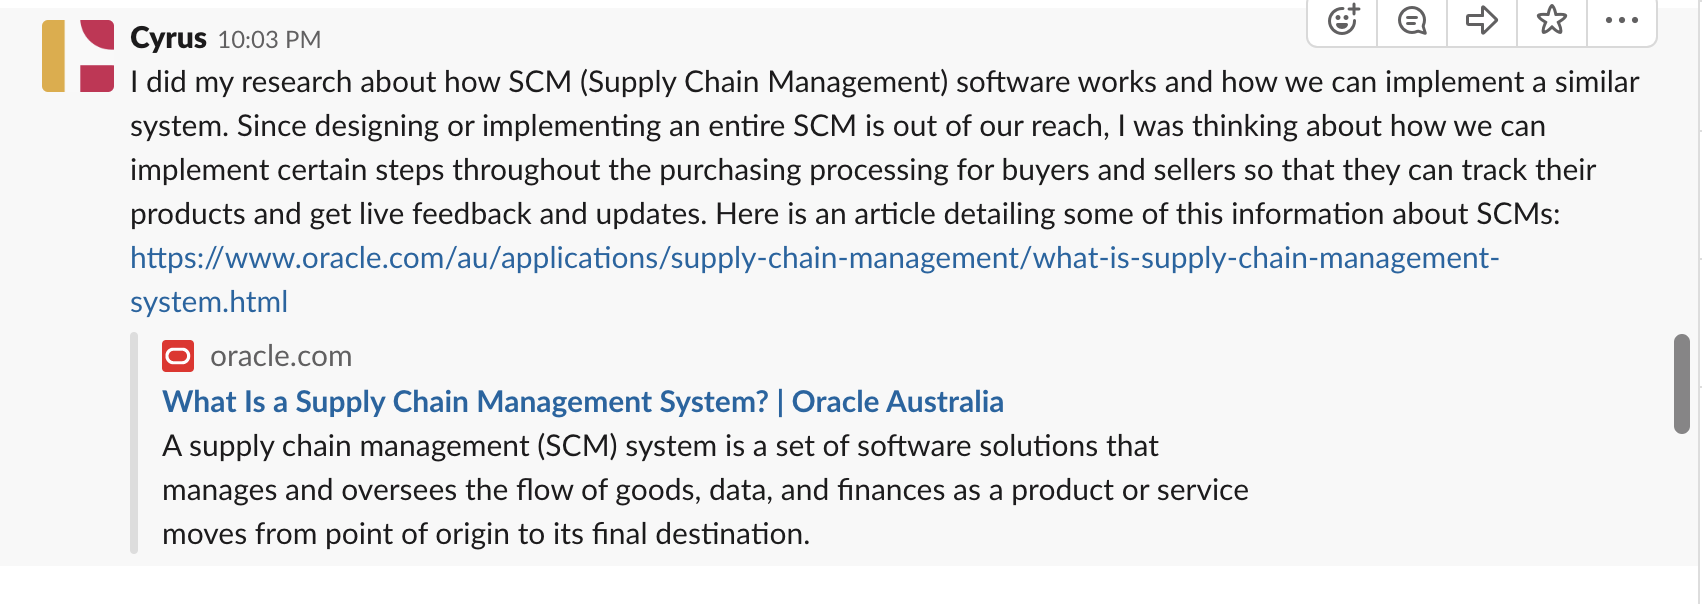 Cyrus 10:03 PM
I did my research about how SCM (Supply Chain Management) software works and how we can implement a similar
system. Since designing or implementing an entire SCM is out of our reach, I was thinking about how we can
implement certain steps throughout the purchasing processing for buyers and sellers so that they can track their
products and get live feedback and updates. Here is an article detailing some of this information about SCMs:
https://www.oracle.com/au/applications/supply-chain-management/what-is-supply-chain-management-
system.html
oracle.com
What Is a Supply Chain Management System? | Oracle Australia
A supply chain management (SCM) system is a set of software solutions that
manages and oversees the flow of goods, data, and finances as a product or service
moves from point of origin to its final destination.